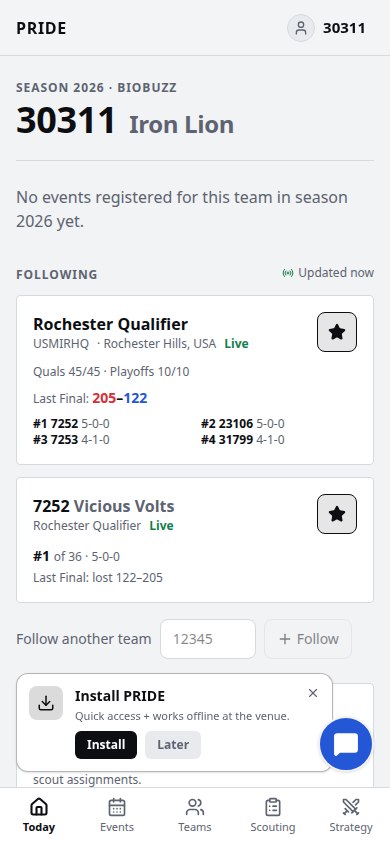 PRIDE
30311
SEASON 2026 · BIOBUZZ
30311 Iron Lion
No events registered for this team in season
2026 yet.
FOLLOWING
Updated now
Rochester Qualifier
USMIRHQ · Rochester Hills, USA Live
Quals 45/45 · Playoffs 10/10
Last Final: 205–122
#1 7252 5-0-0
#2 23106 5-0-0
#3 7253 4-1-0
#4 31799 4-1-0
7252 Vicious Volts
Rochester Qualifier Live
#1 of 36 · 5-0-0
Last Final: lost 122–205
Follow another team
12345
Follow
Install PRIDE
Quick access + works offline at the venue.
Install
Later
scout assignments.
Today
Events
Teams
Scouting
Strategy